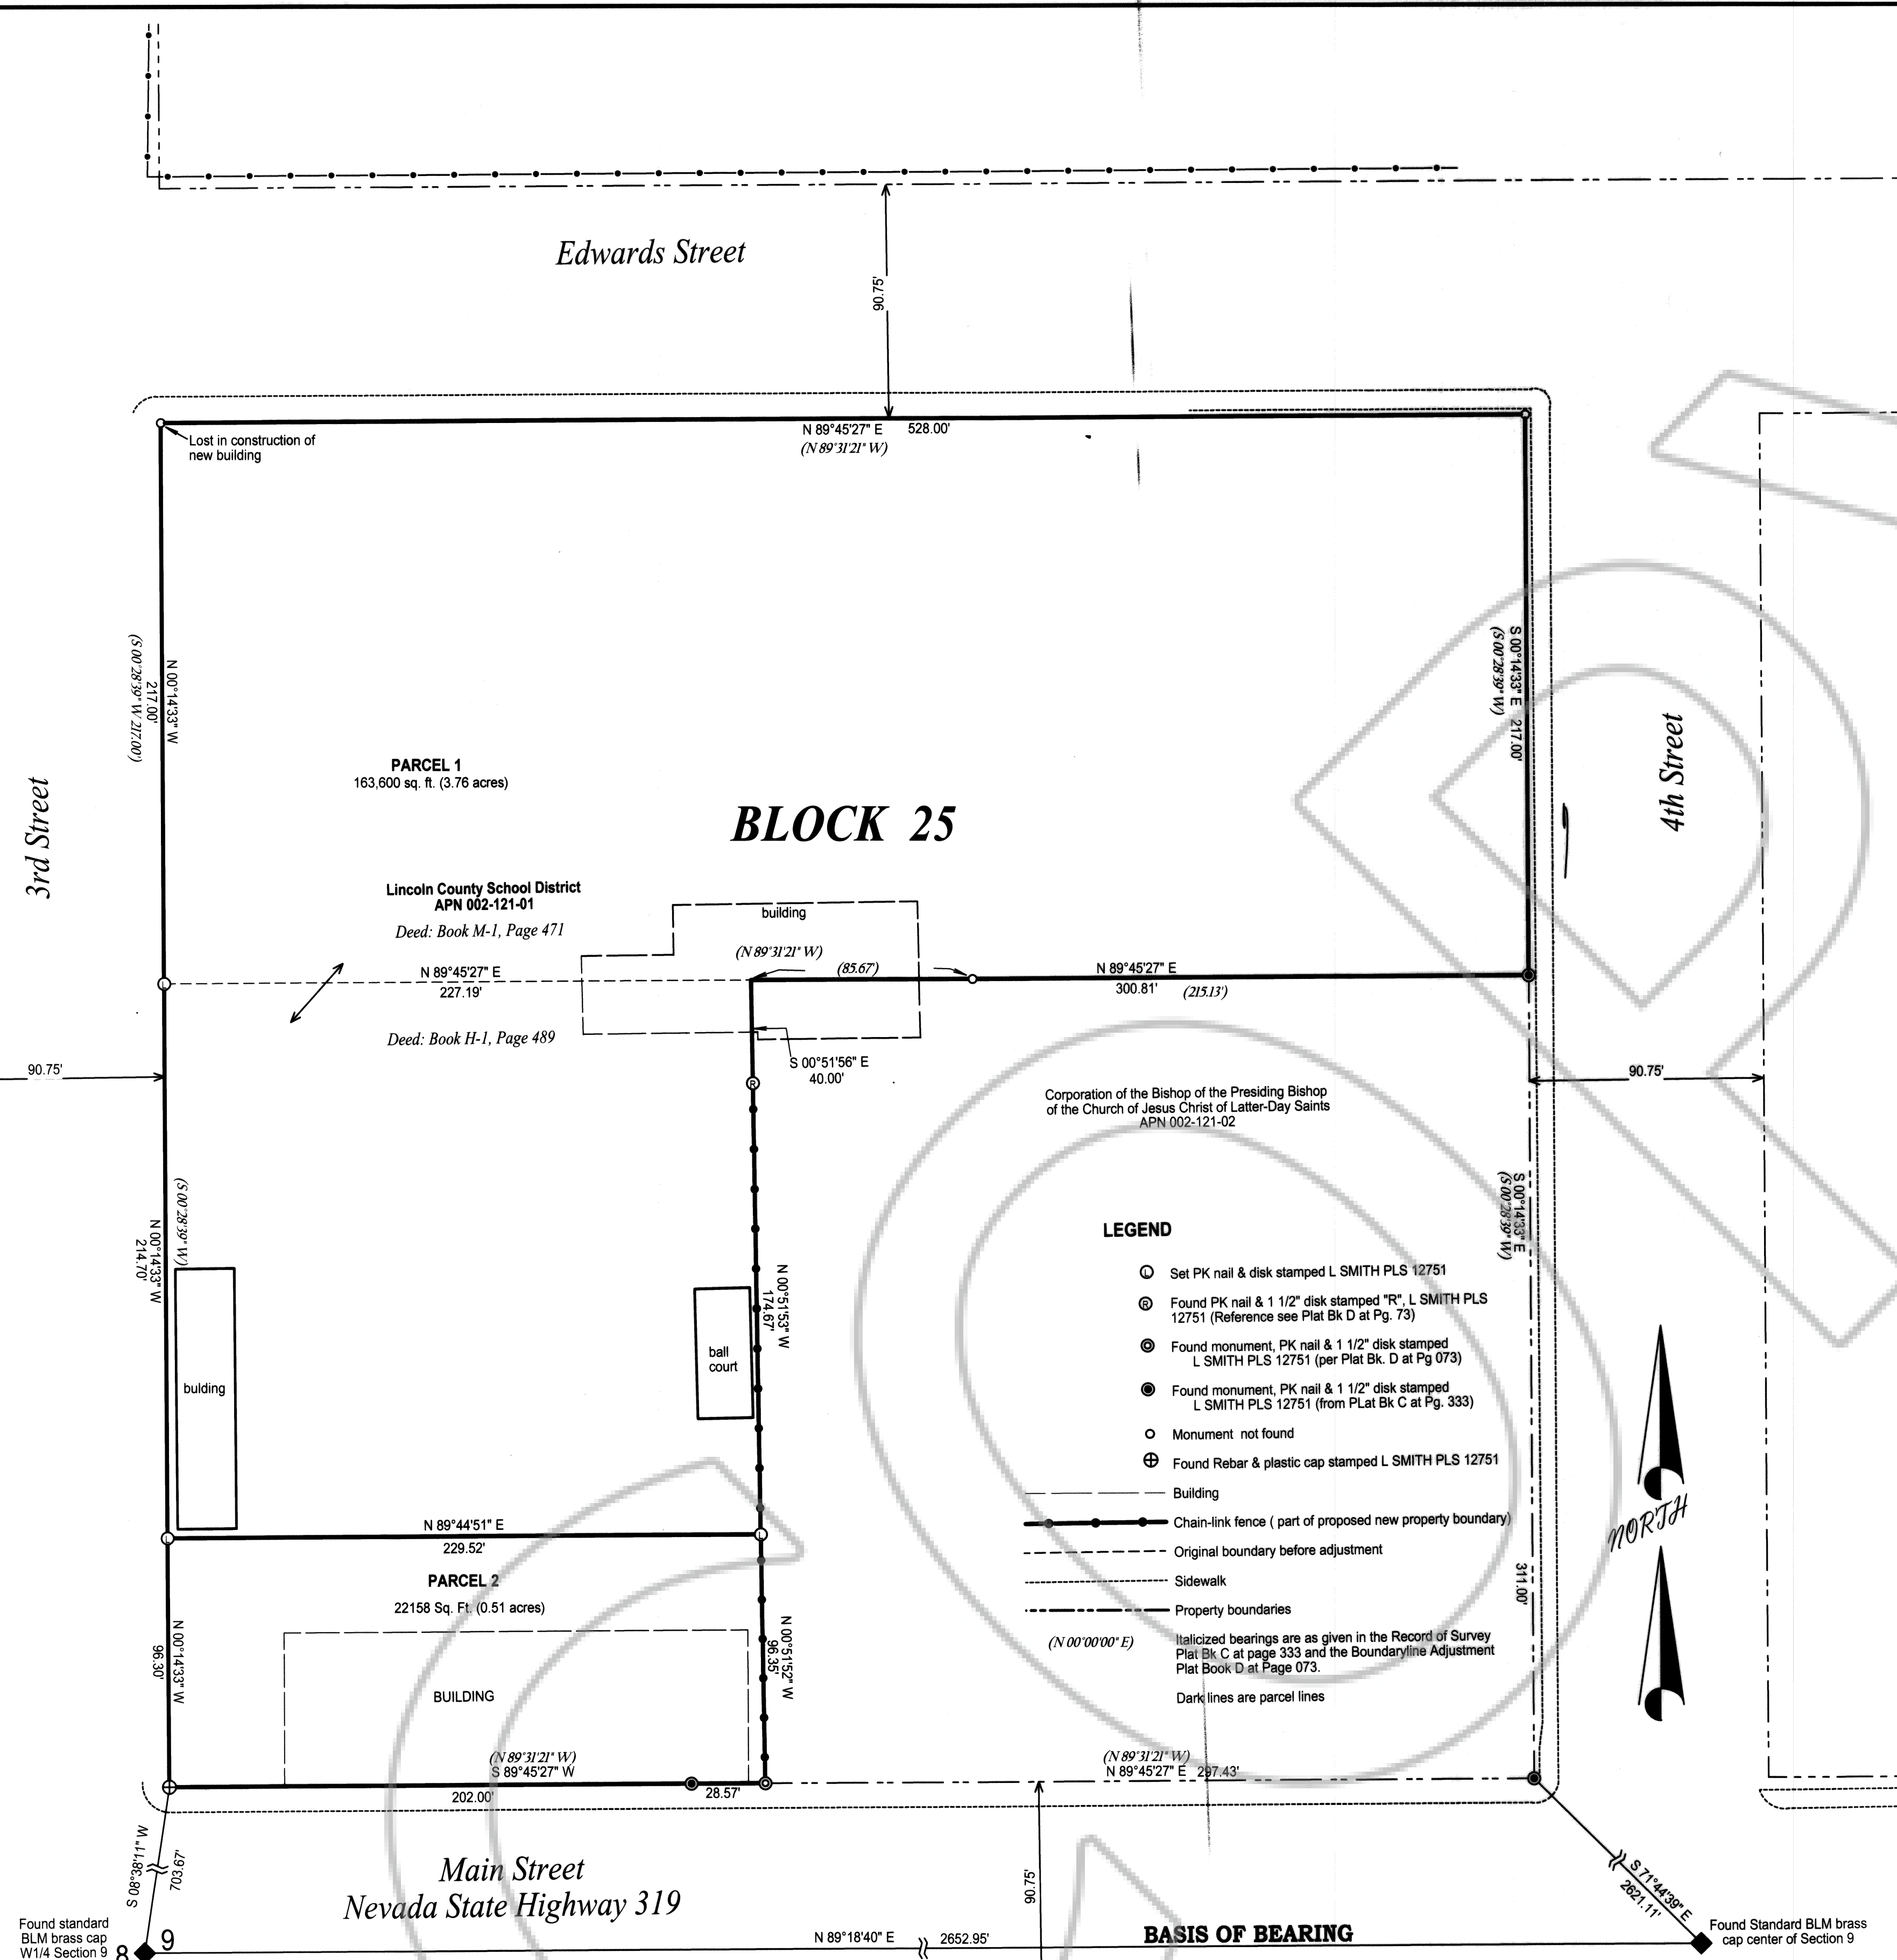 Edwards Street
90.75'
Lost in construction of
new building
N 89°45'27" E 528.00'
(N 89°31'21" W)
N 00°14'33" W
217.00'
(S 00°28'39" W 217.00')
S 00°14'33" E 217.00'
(S 00°28'39" W)
3rd Street
4th Street
PARCEL 1
163,600 sq. ft. (3.76 acres)
BLOCK 25
Lincoln County School District
APN 002-121-01
Deed: Book M-1, Page 471
building
(N 89°31'21" W)
(85.67')
N 89°45'27" E
227.19'
N 89°45'27" E
300.81' (215.13')
Deed: Book H-1, Page 489
S 00°51'56" E
40.00'
R
L
90.75'
90.75'
Corporation of the Bishop of the Presiding Bishop
of the Church of Jesus Christ of Latter-Day Saints
APN 002-121-02
(S 00°28'39" W)
N 00°14'33" W
214.70'
S 00°14'33" E
(S 00°28'39" W)
311.00'
N 00°51'53" W
174.67'
ball
court
bulding
LEGEND
L Set PK nail & disk stamped L SMITH PLS 12751
R Found PK nail & 1 1/2" disk stamped "R", L SMITH PLS
12751 (Reference see Plat Bk D at Pg. 73)
Found monument, PK nail & 1 1/2" disk stamped
L SMITH PLS 12751 (per Plat Bk. D at Pg 073)
Found monument, PK nail & 1 1/2" disk stamped
L SMITH PLS 12751 (from PLat Bk C at Pg. 333)
Monument not found
Found Rebar & plastic cap stamped L SMITH PLS 12751
Building
Chain-link fence ( part of proposed new property boundary)
Original boundary before adjustment
Sidewalk
Property boundaries
(N 00°00'00" E) Italicized bearings are as given in the Record of Survey
Plat Bk C at page 333 and the Boundaryline Adjustment
Plat Book D at Page 073.
Dark lines are parcel lines
NORTH
L
L
N 89°44'51" E
229.52'
PARCEL 2
22158 Sq. Ft. (0.51 acres)
N 00°14'33" W
96.30'
N 00°51'52" W
96.35'
BUILDING
(N 89°31'21" W)
S 89°45'27" W
202.00'
28.57'
(N 89°31'21" W)
N 89°45'27" E 297.43'
S 08°38'11" W
703.67'
Main Street
Nevada State Highway 319
90.75'
S 71°44'39" E
2621.11'
Found standard
BLM brass cap
W1/4 Section 9
8
9
N 89°18'40" E 2652.95'
BASIS OF BEARING
Found Standard BLM brass
cap center of Section 9